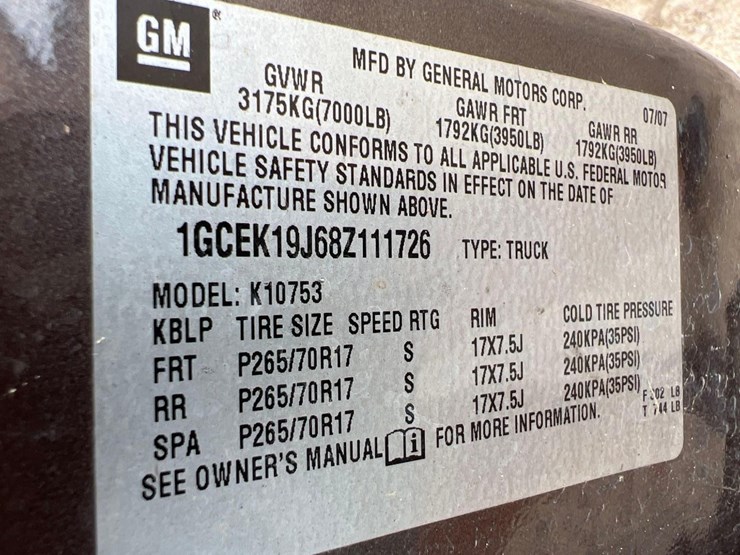 GM
MFD BY GENERAL MOTORS CORP. 07/07
GVWR GAWR FRT GAWR RR
3175KG(7000LB) 1792KG(3950LB) 1792KG(3950LB)
THIS VEHICLE CONFORMS TO ALL APPLICABLE U.S. FEDERAL MOTOR
VEHICLE SAFETY STANDARDS IN EFFECT ON THE DATE OF
MANUFACTURE SHOWN ABOVE.
1GCEK19J68Z111726 TYPE: TRUCK
MODEL: K10753
KBLP TIRE SIZE SPEED RTG RIM COLD TIRE PRESSURE
FRT P265/70R17 S 17X7.5J 240KPA(35PSI)
RR P265/70R17 S 17X7.5J 240KPA(35PSI)
SPA P265/70R17 S 17X7.5J 240KPA(35PSI)
SEE OWNER'S MANUAL i FOR MORE INFORMATION.
F LB
T LB